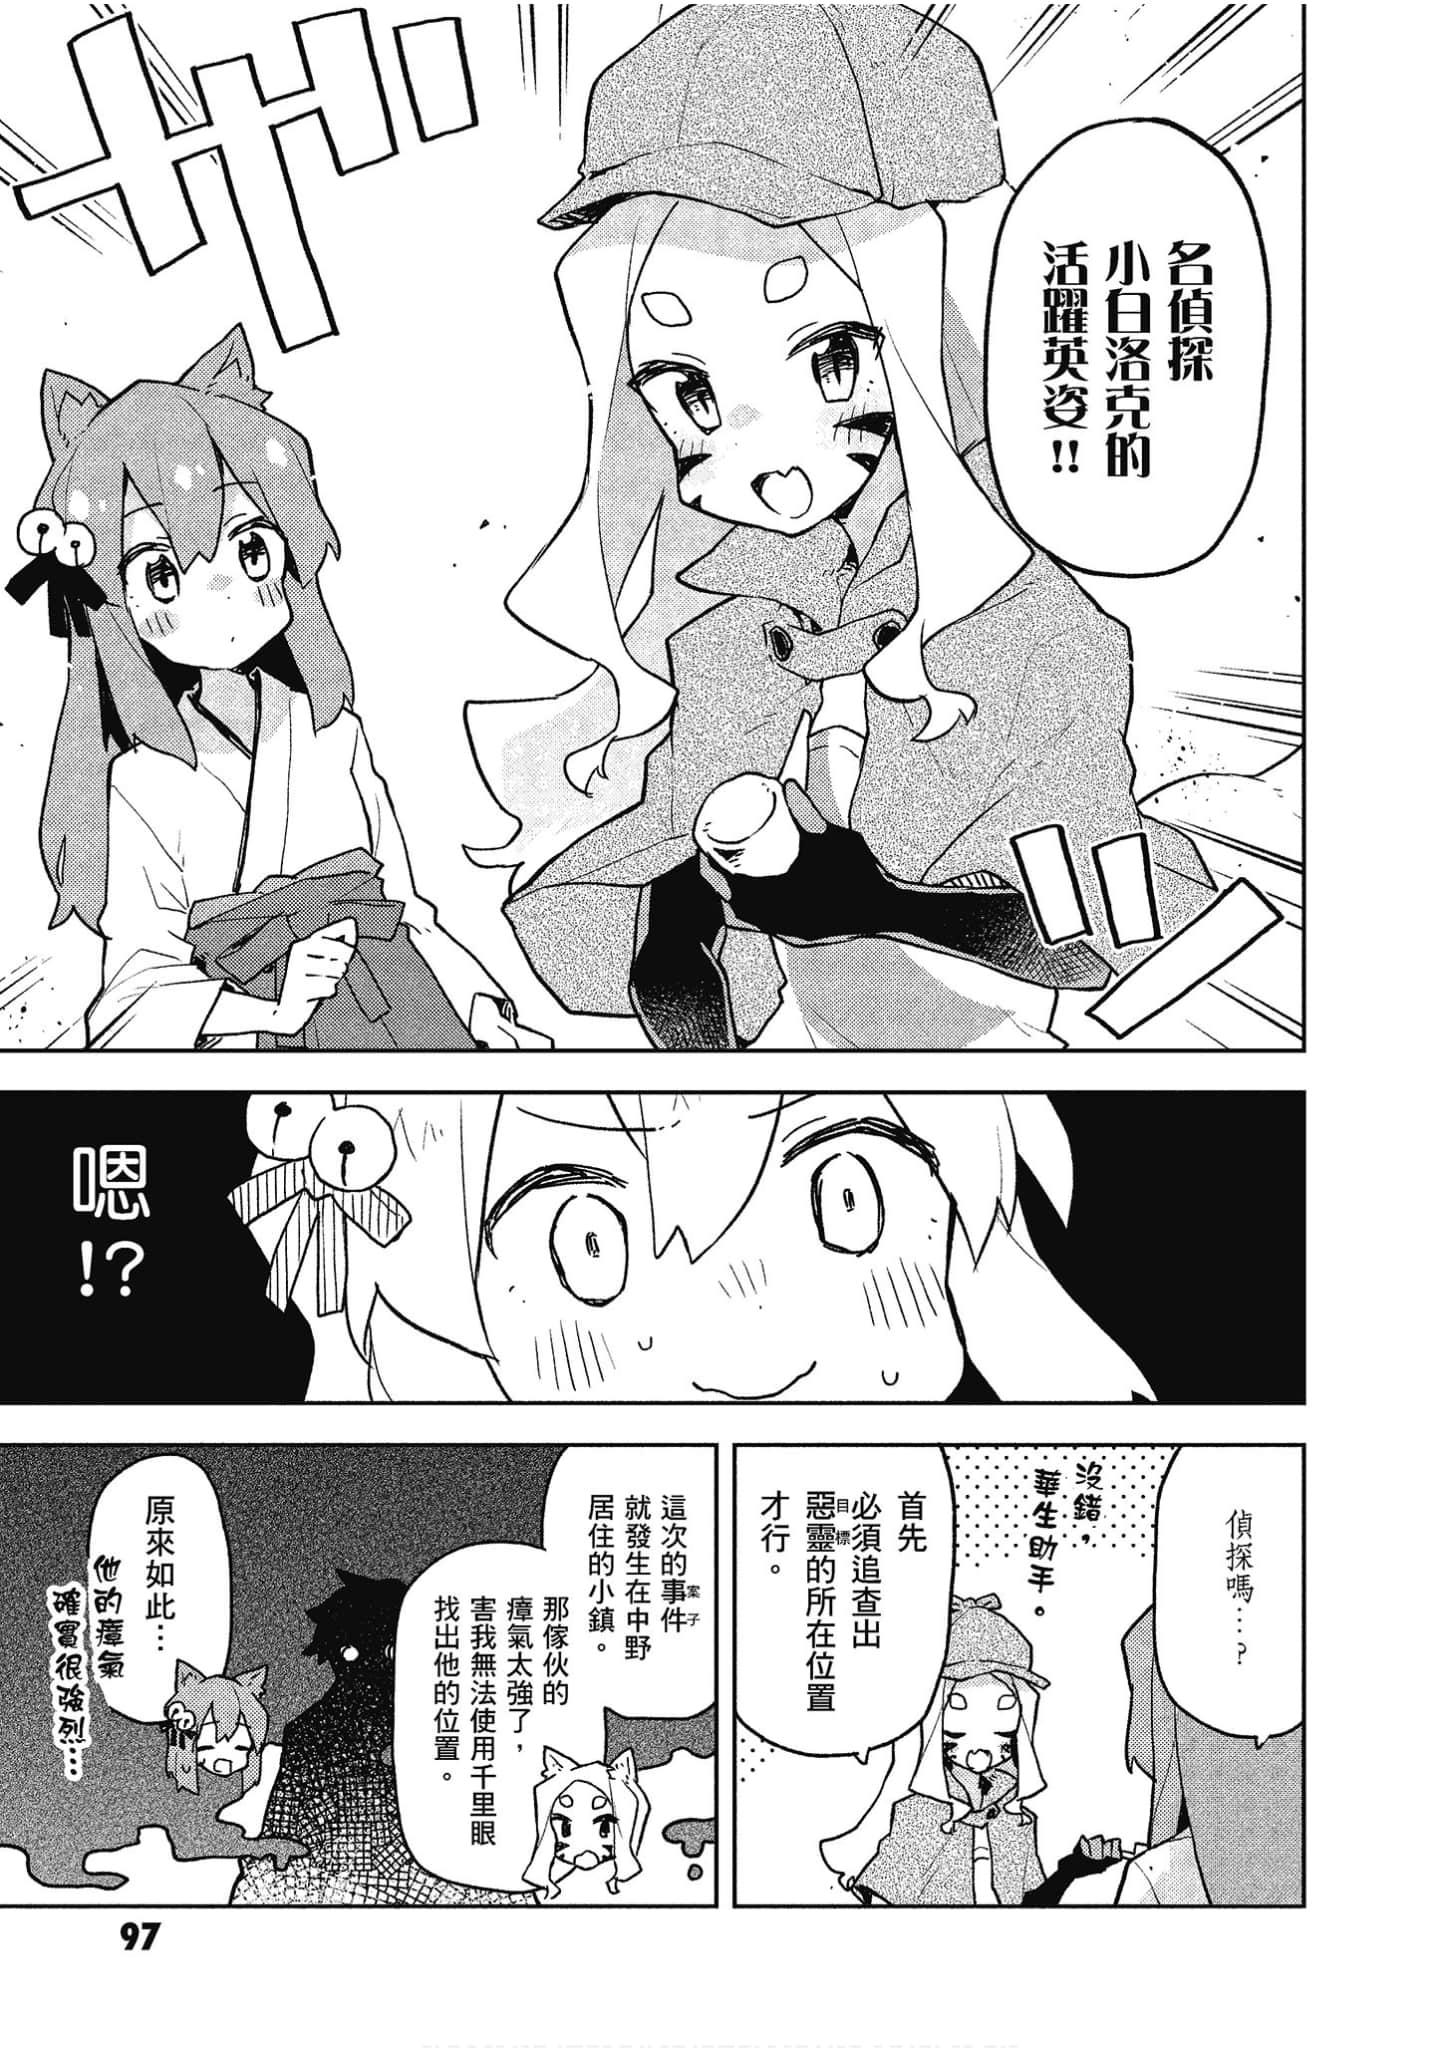 名偵探
小白洛克的
活躍英姿!!
ザザッ
嗯
!?
偵探嗎…?
沒錯，
華生助手。
首先
必須追查出
惡靈的所在位置
目標
才行。
這次的事件
案子
就發生在中野
居住的小鎮。
那傢伙的
瘴氣太強了，
害我無法使用千里眼
找出他的位置。
原來如此…
他的瘴氣
確實很強烈…
97